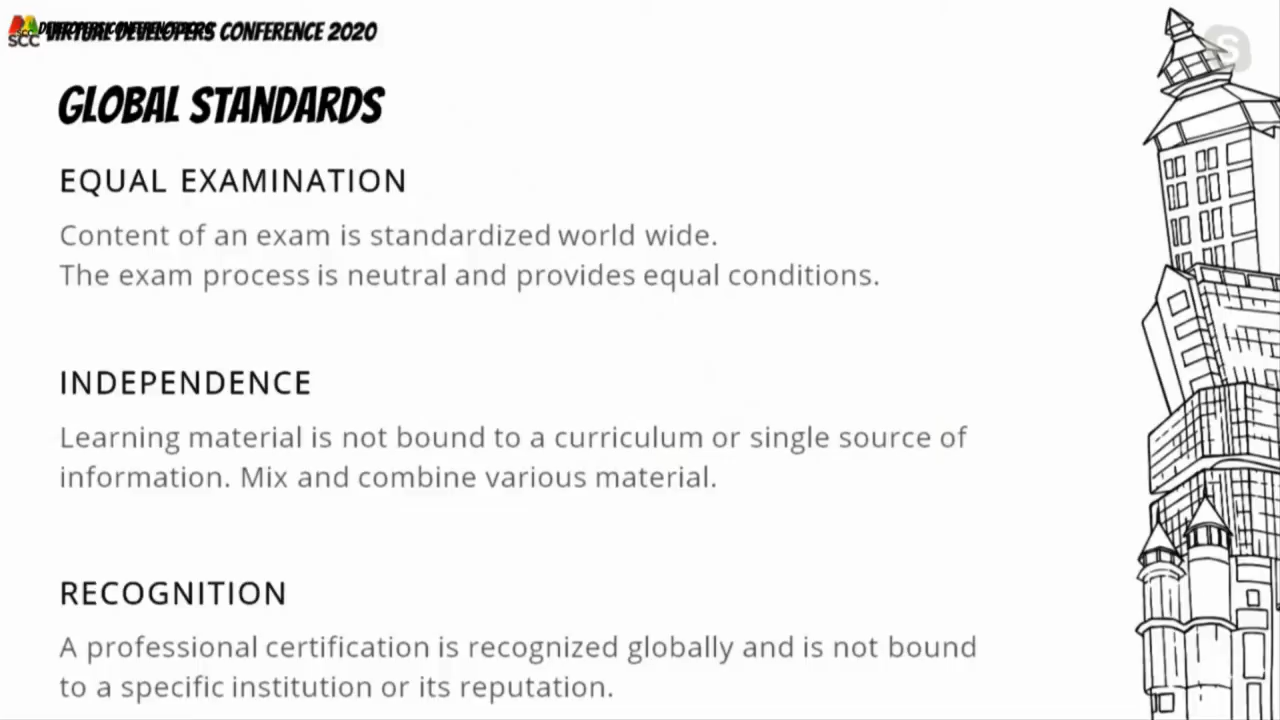 SCC
VIRTUAL DEVELOPERS CONFERENCE 2020
GLOBAL STANDARDS
EQUAL EXAMINATION
Content of an exam is standardized world wide.
The exam process is neutral and provides equal conditions.
INDEPENDENCE
Learning material is not bound to a curriculum or single source of
information. Mix and combine various material.
RECOGNITION
A professional certification is recognized globally and is not bound
to a specific institution or its reputation.